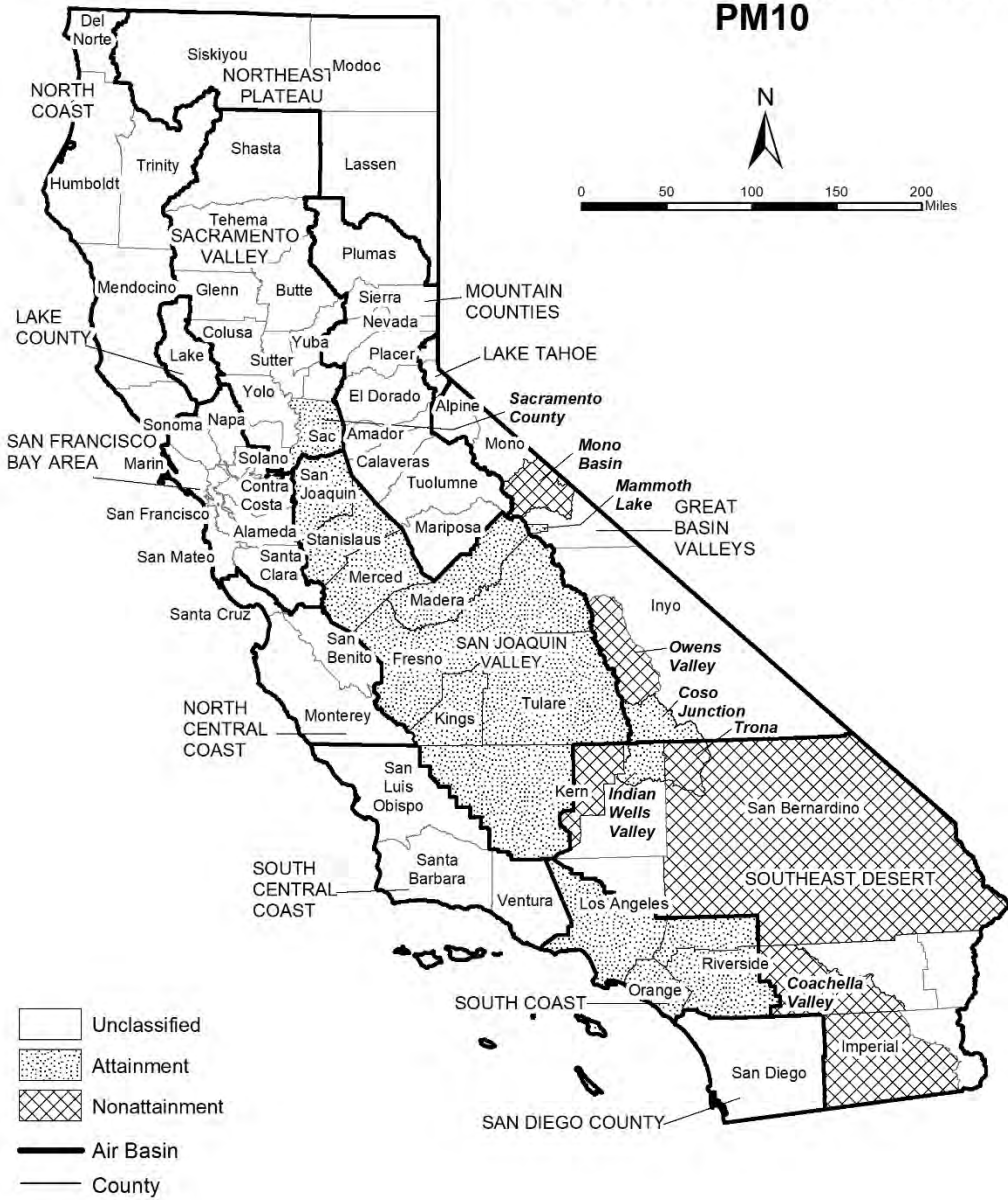 PM10
N
0 50 100 150 200
Miles
Del
Norte
Siskiyou
Modoc
NORTHEAST
PLATEAU
NORTH
COAST
Shasta
Trinity
Lassen
Humboldt
Tehema
SACRAMENTO
VALLEY
Plumas
Mendocino
Glenn
Butte
Sierra
MOUNTAIN
COUNTIES
Nevada
LAKE
COUNTY
Colusa
Yuba
Lake
Sutter
Placer
LAKE TAHOE
Yolo
El Dorado
Alpine
Sacramento
County
Sonoma
Napa
Sac
Amador
Mono
SAN FRANCISCO
BAY AREA
Marin
Solano
Calaveras
Mono
Basin
San
Joaquin
Contra
Costa
Tuolumne
Mammoth
Lake
San Francisco
GREAT
BASIN
VALLEYS
Alameda
Stanislaus
Mariposa
San Mateo
Santa
Clara
Merced
Madera
Santa Cruz
Inyo
San
Benito
Fresno
SAN JOAQUIN
VALLEY
Owens
Valley
Coso
Junction
Tulare
Kings
Trona
NORTH
CENTRAL
COAST
Monterey
San
Luis
Obispo
Kern
Indian
Wells
Valley
San Bernardino
SOUTH
CENTRAL
COAST
Santa
Barbara
Ventura
SOUTHEAST DESERT
Los Angeles
Riverside
Orange
Coachella
Valley
SOUTH COAST
Imperial
San Diego
SAN DIEGO COUNTY
Unclassified
Attainment
Nonattainment
Air Basin
County